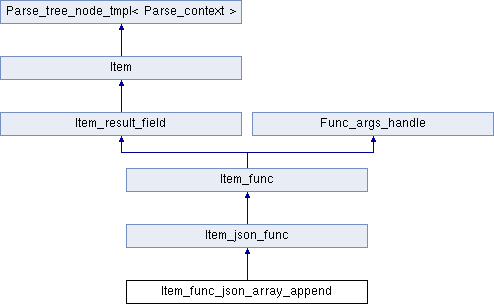 Parse_tree_node_tmpl< Parse_context >
Item
Item_result_field
Func_args_handle
Item_func
Item_json_func
Item_func_json_array_append